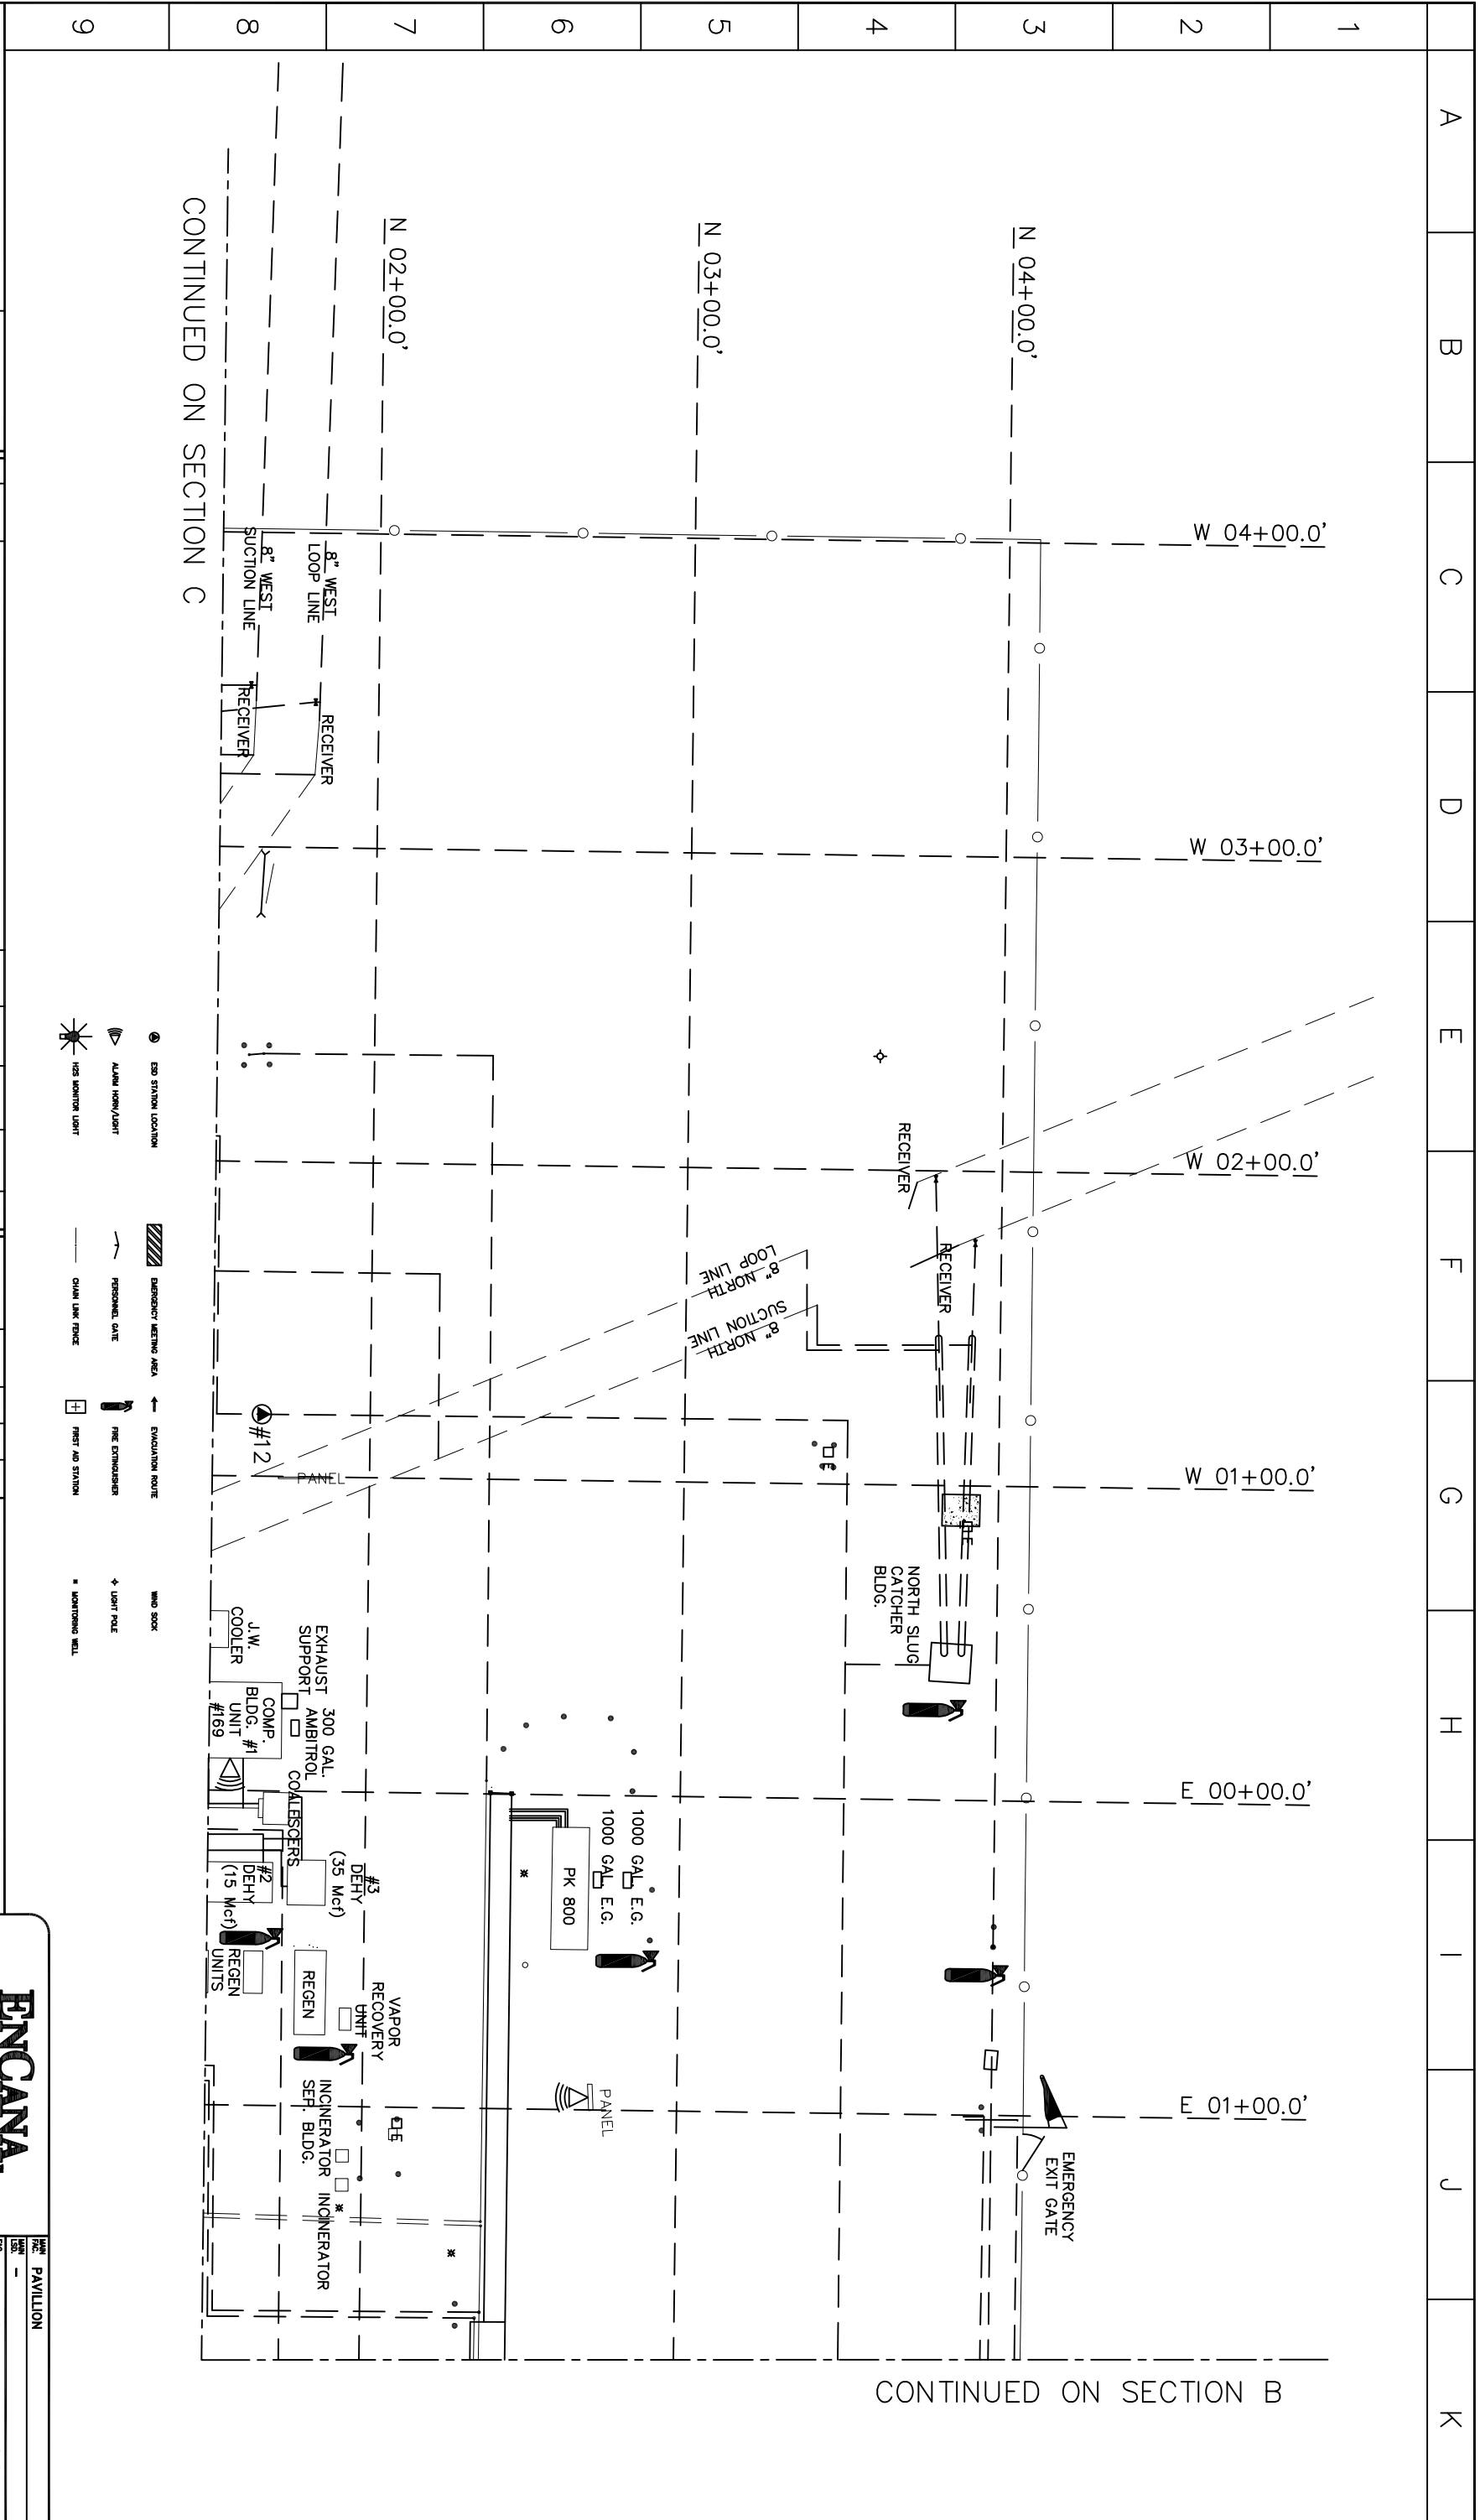 A
B
C
D
E
F
G
H
I
J
K
1
2
3
4
5
6
7
8
9
W 04+00.0'
W 03+00.0'
W 02+00.0'
W 01+00.0'
E 00+00.0'
E 01+00.0'
N 04+00.0'
N 03+00.0'
N 02+00.0'
EMERGENCY
EXIT GATE
RECEIVER
RECEIVER
NORTH SLUG
CATCHER
BLDG.
E
E
8" NORTH
LOOP LINE
8" NORTH
SUCTION LINE
1000 GAL. E.G.
1000 GAL. E.G.
PK 800
PANEL
8" WEST
LOOP LINE
8" WEST
SUCTION LINE
RECEIVER
RECEIVER
#12
PANEL
J.W.
COOLER
EXHAUST
SUPPORT
300 GAL.
AMBITROL
COMP.
BLDG. #1
UNIT
#169
COALESCERS
#3
DEHY
(35 Mcf)
#2
DEHY
(15 Mcf)
REGEN
UNITS
REGEN
VAPOR
RECOVERY
UNIT
E
INCINERATOR
SEP. BLDG.
INCINERATOR
CONTINUED ON SECTION C
CONTINUED ON SECTION B
ESD STATION LOCATION
ALARM HORN/LIGHT
H2S MONITOR LIGHT
EMERGENCY MEETING AREA
PERSONNEL GATE
CHAIN LINK FENCE
EVACUATION ROUTE
FIRE EXTINGUISHER
FIRST AID STATION
WIND SOCK
LIGHT POLE
MONITORING WELL
ENCANA
MAIN
FAC. PAVILLION
MAIN
LSD. -